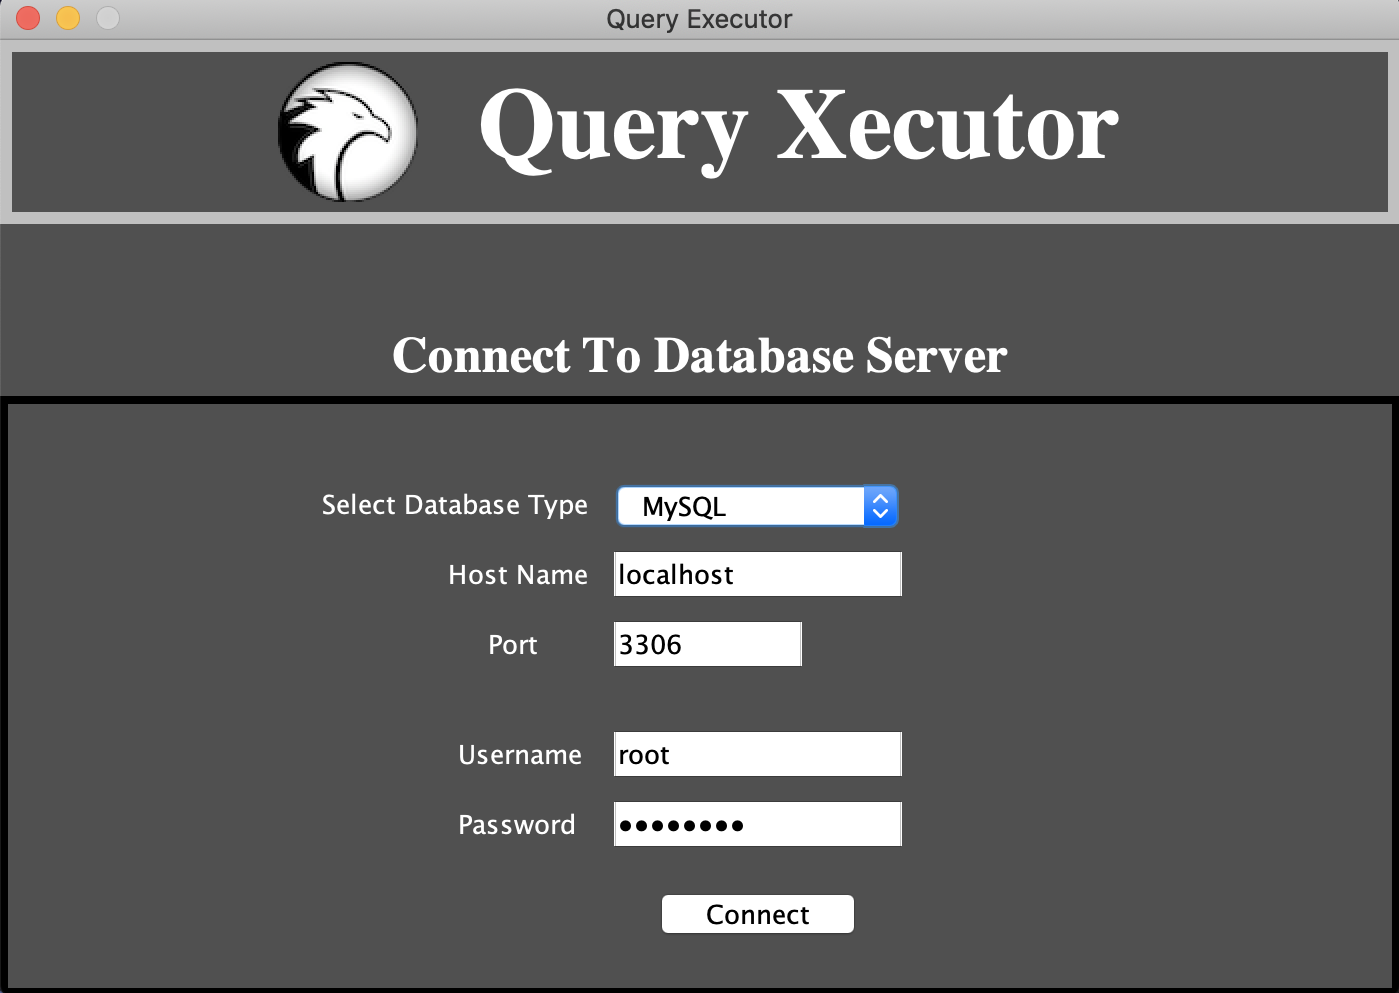 Query Executor
Query Xecutor
Connect To Database Server
Select Database Type MySQL
Host Name localhost
Port 3306
Username root
Password ••••••••
Connect